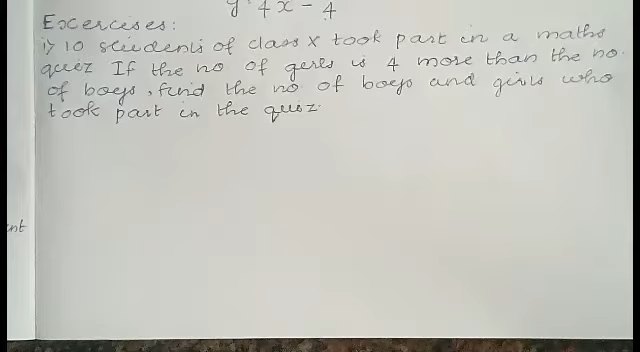 y = 4x - 4
Excercises:
1) 10 students of class X took part in a maths
quiz If the no of girls is 4 more than the no.
of boys, find the no. of boys and girls who
took part in the quiz.